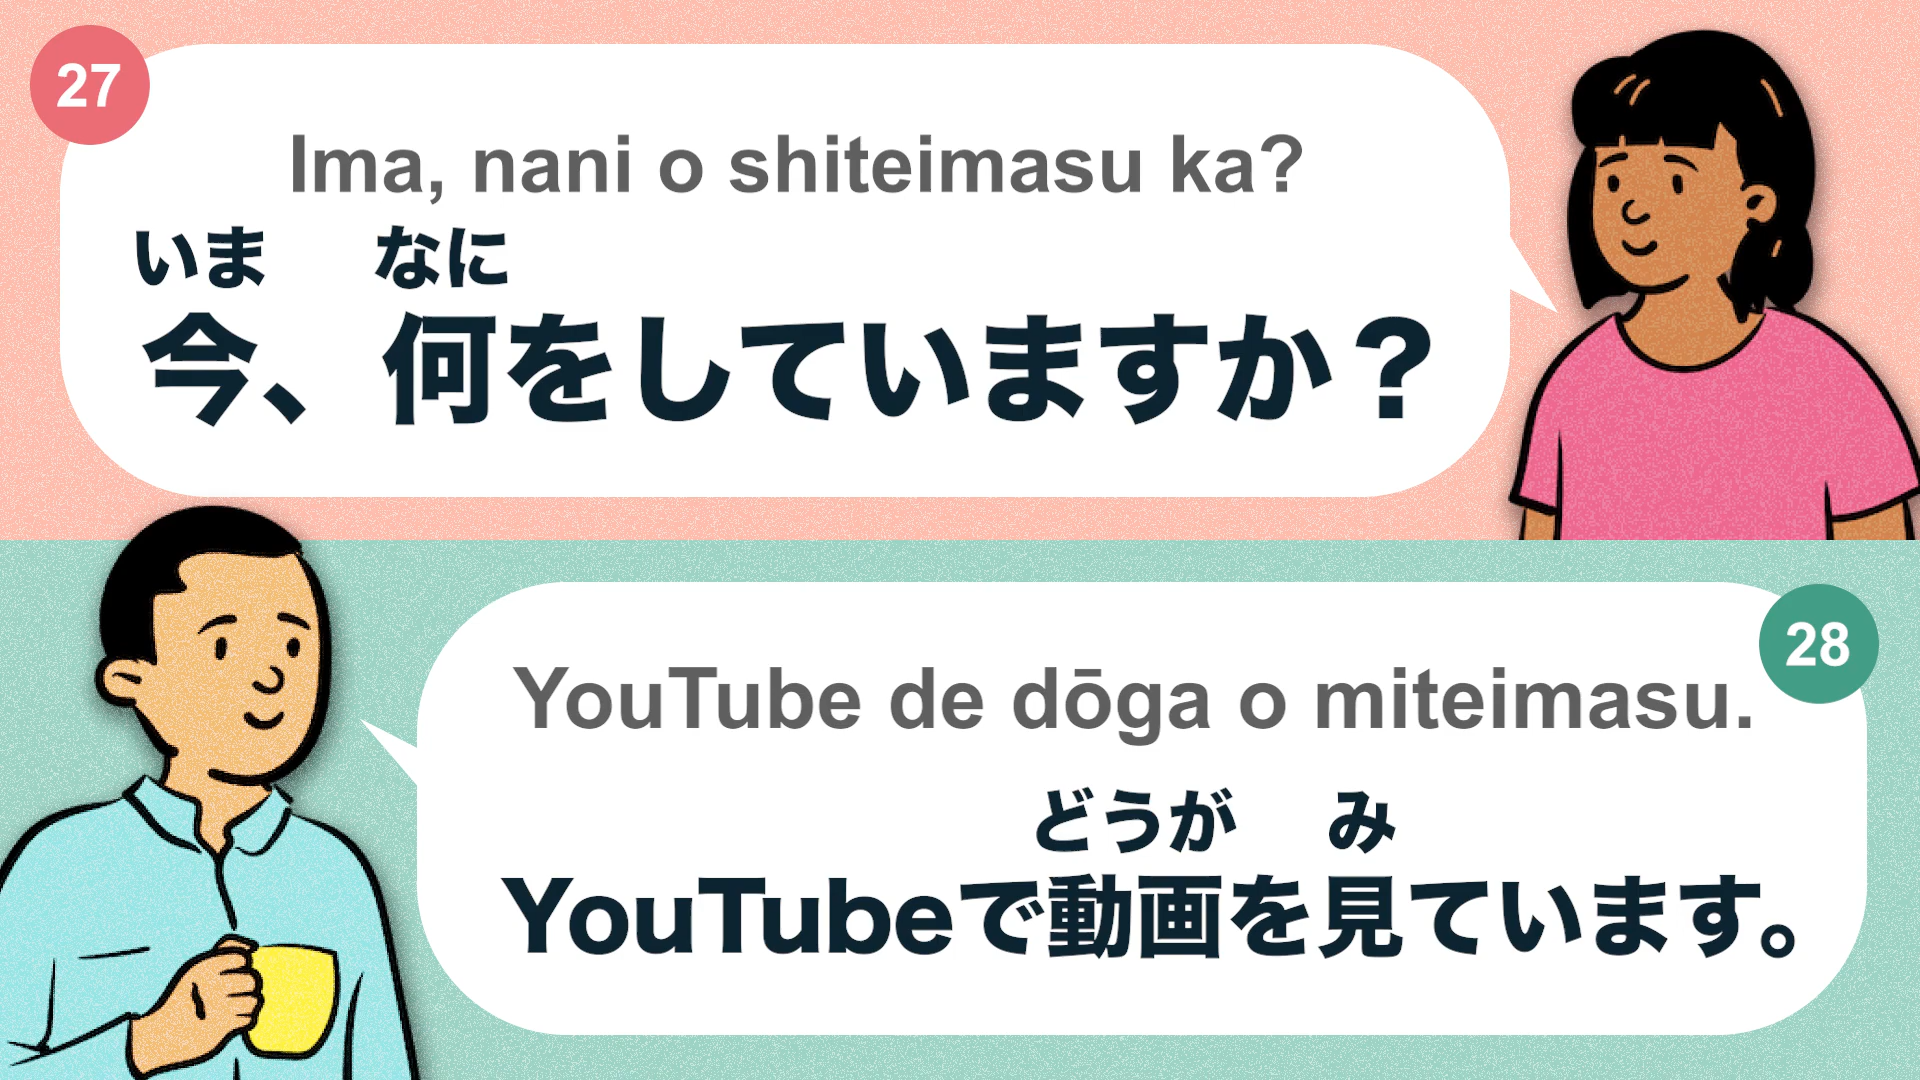 27
Ima, nani o shiteimasu ka?
いま なに
今、何をしていますか？
28
YouTube de dōga o miteimasu.
どうが み
YouTubeで動画を見ています。